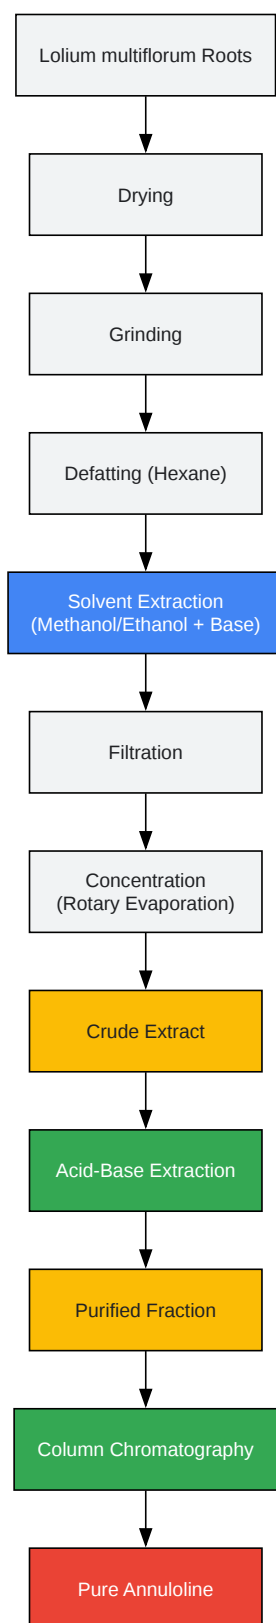 Lolium multiflorum Roots
Drying
Grinding
Defatting (Hexane)
Solvent Extraction
(Methanol/Ethanol + Base)
Filtration
Concentration
(Rotary Evaporation)
Crude Extract
Acid-Base Extraction
Purified Fraction
Column Chromatography
Pure Annuloline